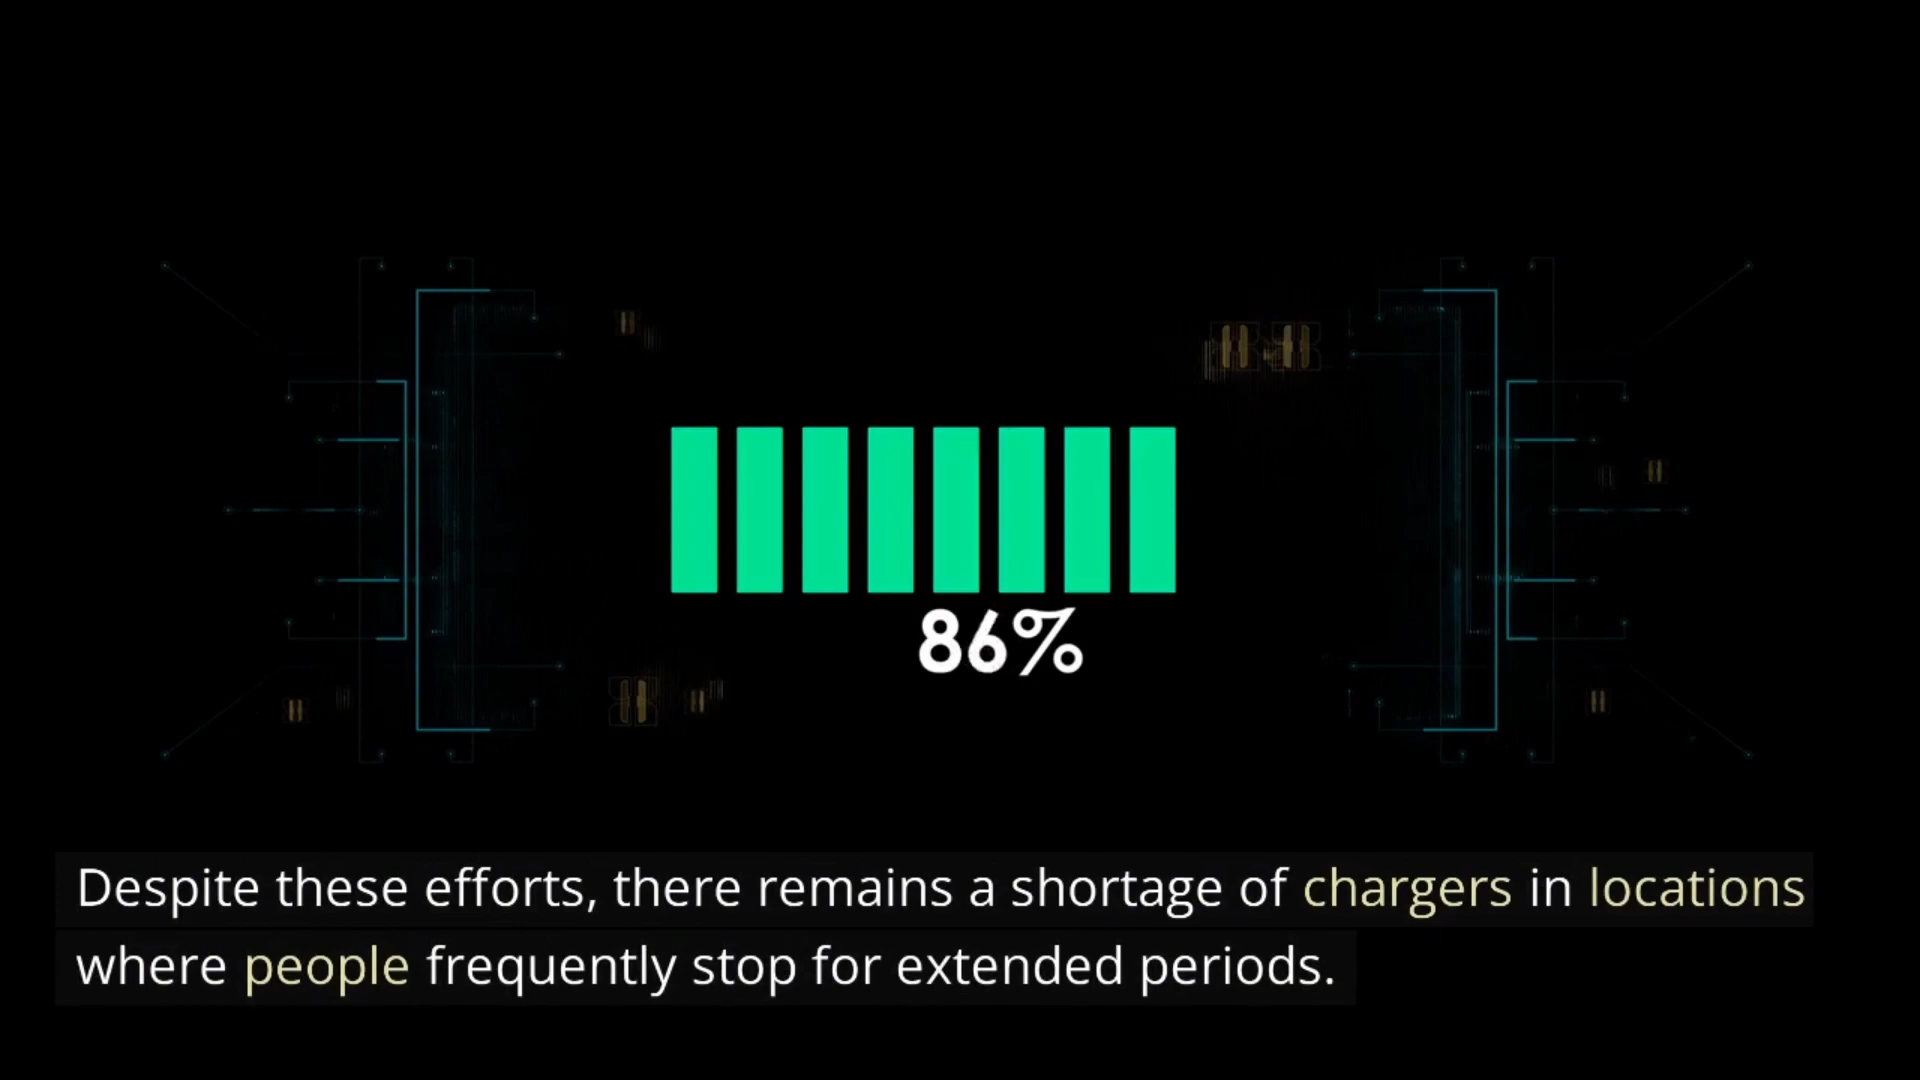 86%
Despite these efforts, there remains a shortage of chargers in locations
where people frequently stop for extended periods.